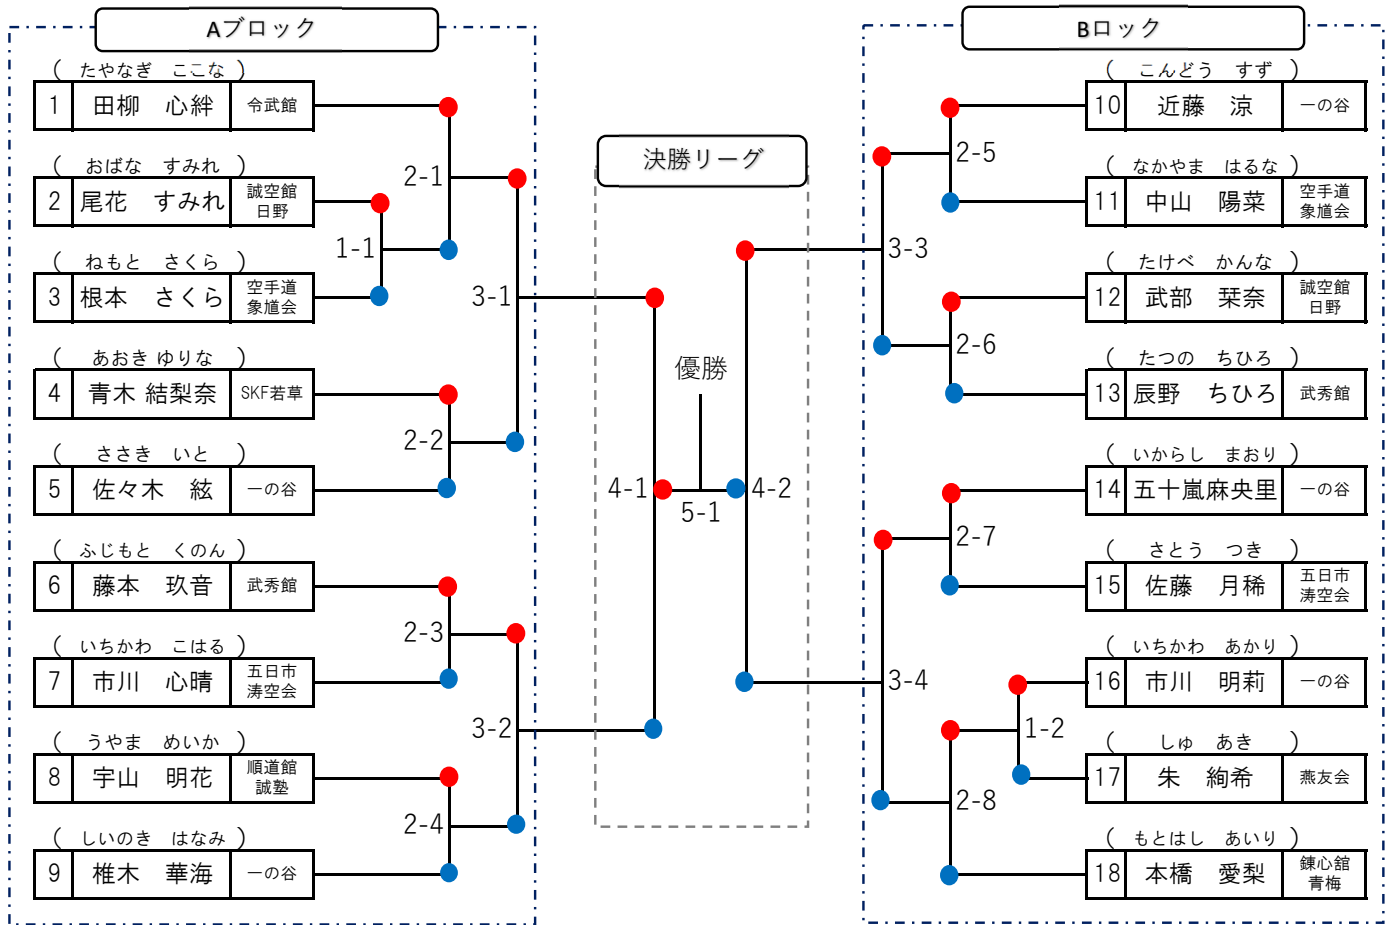 Aブロック
( たやなぎ ここな )
1 田柳 心絆 令武館
( おばな すみれ )
2 尾花 すみれ 誠空館
日野
( ねもと さくら )
3 根本 さくら 空手道
象道会
( あおき ゆりな )
4 青木 結梨奈 SKF若草
( ささき いと )
5 佐々木 絃 一の谷
( ふじもと くのん )
6 藤本 玖音 武秀館
( いちかわ こはる )
7 市川 心晴 五日市
涛空会
( うやま めいか )
8 宇山 明花 順道館
誠塾
( しいのき はなみ )
9 椎木 華海 一の谷
1-1
2-1
2-2
2-3
2-4
3-1
3-2
決勝リーグ
優勝
4-1
5-1
4-2
Bロック
( こんどう すず )
10 近藤 涼 一の谷
( なかやま はるな )
11 中山 陽菜 空手道
象道会
( たけべ かんな )
12 武部 栞奈 誠空館
日野
( たつの ちひろ )
13 辰野 ちひろ 武秀館
( いからし まおり )
14 五十嵐麻央里 一の谷
( さとう つき )
15 佐藤 月稀 五日市
涛空会
( いちかわ あかり )
16 市川 明莉 一の谷
( しゅ あき )
17 朱 絢希 燕友会
( もとはし あいり )
18 本橋 愛梨 錬心舘
青梅
2-5
2-6
3-3
2-7
1-2
2-8
3-4